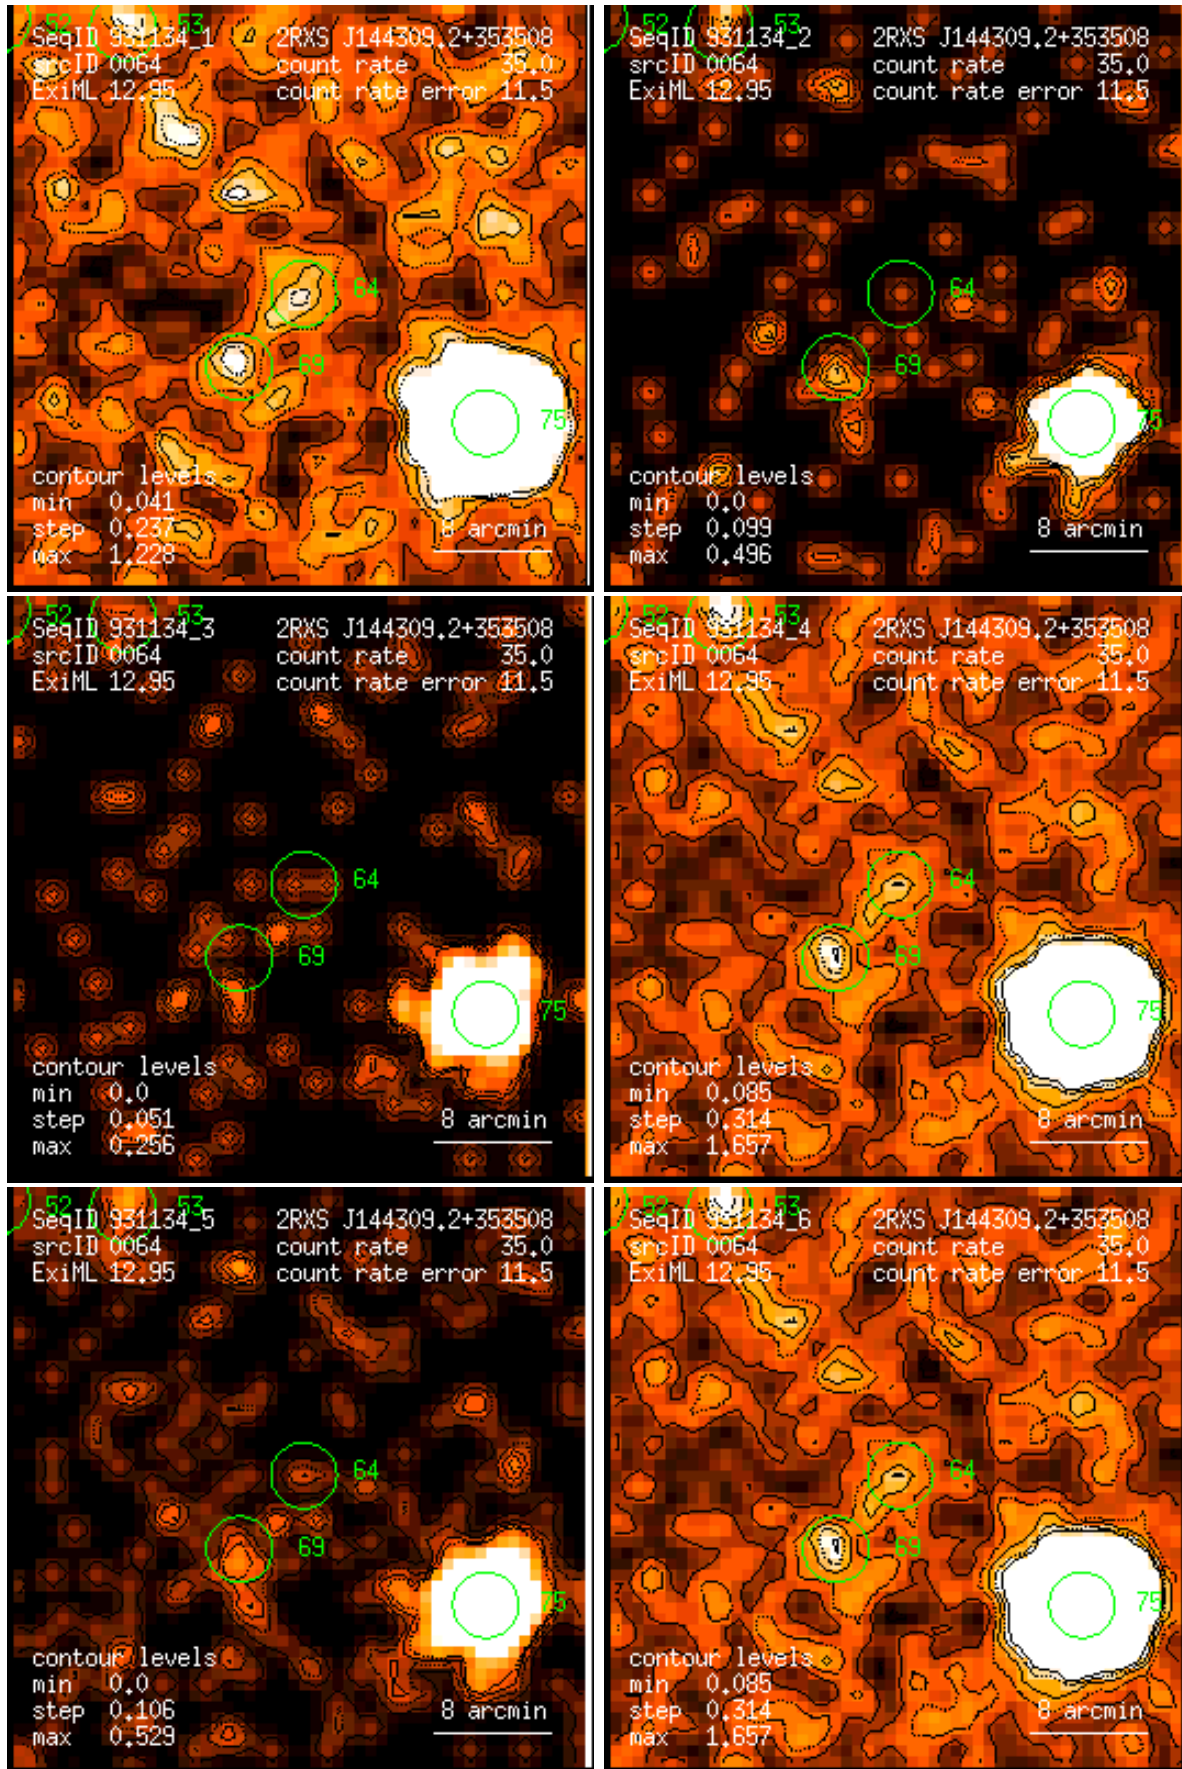 52 53
SeqID 931134_1 2RXS J144309.2+353508
srcID 0064 count rate 35.0
ExiML 12.95 count rate error 11.5
64
69
75
contour levels
min 0.041
step 0.237 8 arcmin
max 1.228
52 53
SeqID 931134_2 2RXS J144309.2+353508
srcID 0064 count rate 35.0
ExiML 12.95 count rate error 11.5
64
69
75
contour levels
min 0.0
step 0.099 8 arcmin
max 0.496
52 53
SeqID 931134_3 2RXS J144309.2+353508
srcID 0064 count rate 35.0
ExiML 12.95 count rate error 11.5
64
69
75
contour levels
min 0.0
step 0.051 8 arcmin
max 0.256
52 53
SeqID 931134_4 2RXS J144309.2+353508
srcID 0064 count rate 35.0
ExiML 12.95 count rate error 11.5
64
69
75
contour levels
min 0.085
step 0.314 8 arcmin
max 1.657
52 53
SeqID 931134_5 2RXS J144309.2+353508
srcID 0064 count rate 35.0
ExiML 12.95 count rate error 11.5
64
69
75
contour levels
min 0.0
step 0.106 8 arcmin
max 0.529
52 53
SeqID 931134_6 2RXS J144309.2+353508
srcID 0064 count rate 35.0
ExiML 12.95 count rate error 11.5
64
69
75
contour levels
min 0.085
step 0.314 8 arcmin
max 1.657